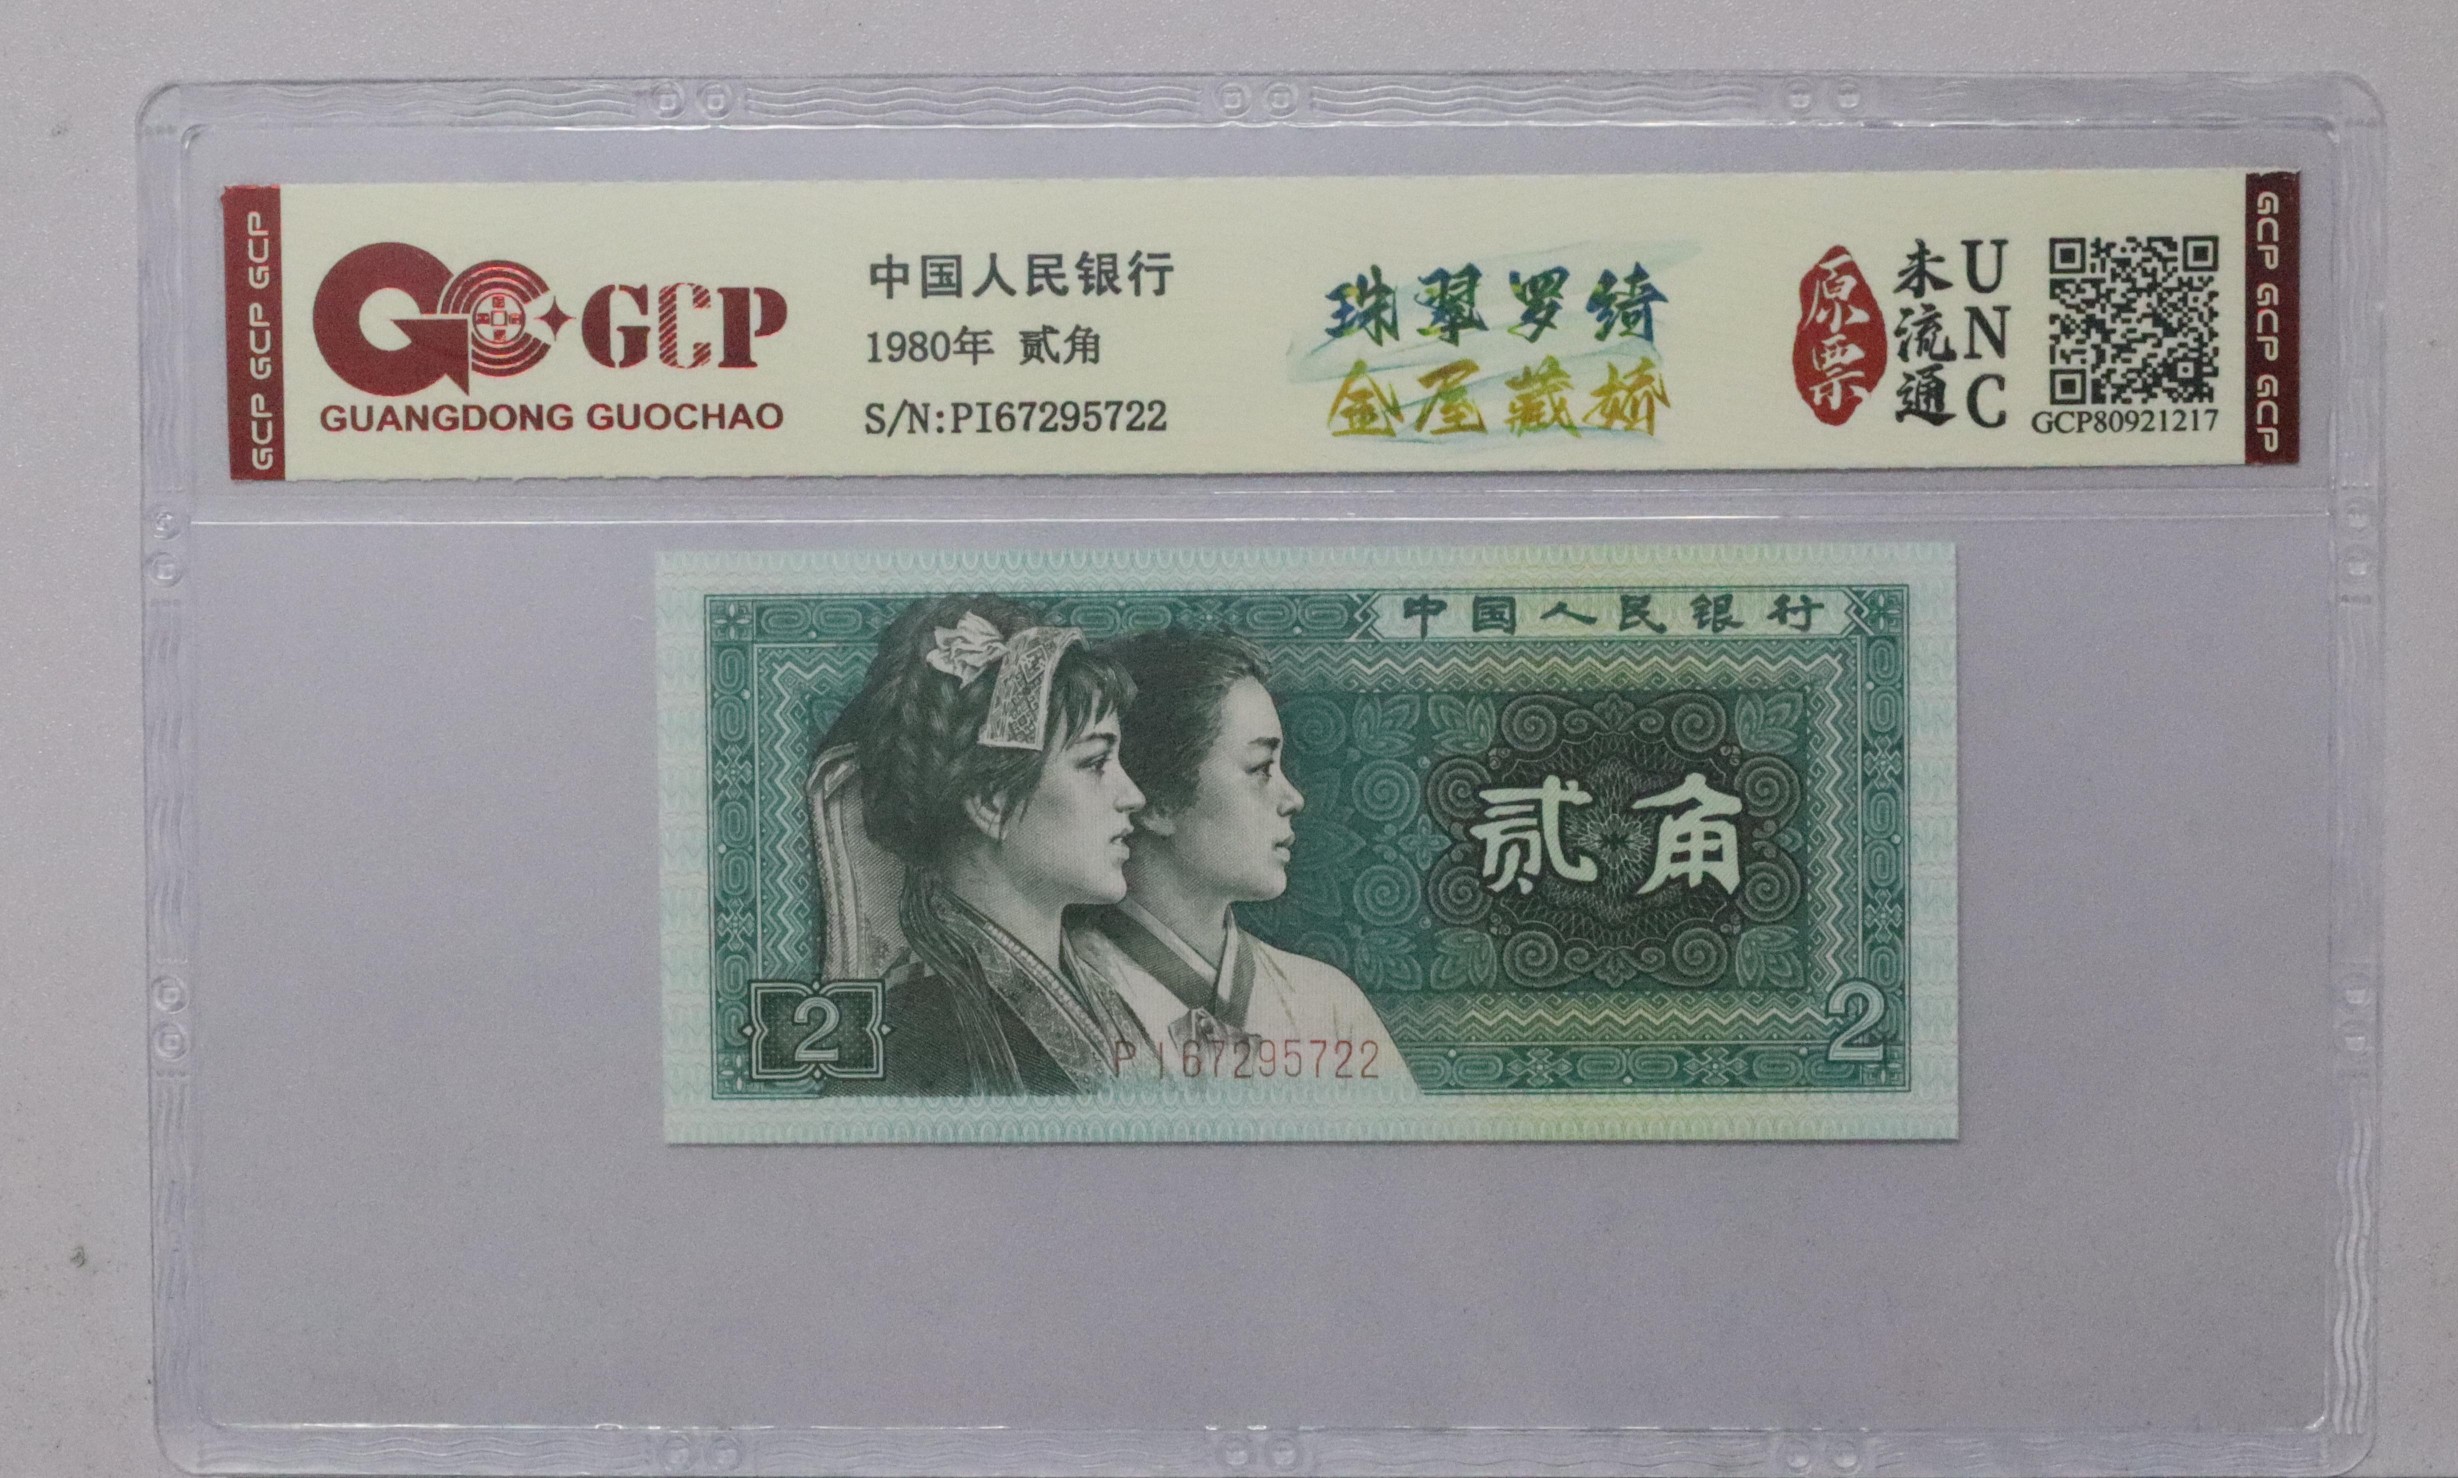 GCP GCP GCP
GCP
GUANGDONG GUOCHAO
中国人民银行
1980年 贰角
S/N:PI67295722
珠翠罗绮
金屋藏娇
原票
未流通
UNC
GCP80921217
GCP GCP GCP
中国人民银行
贰角
2
2
PI67295722